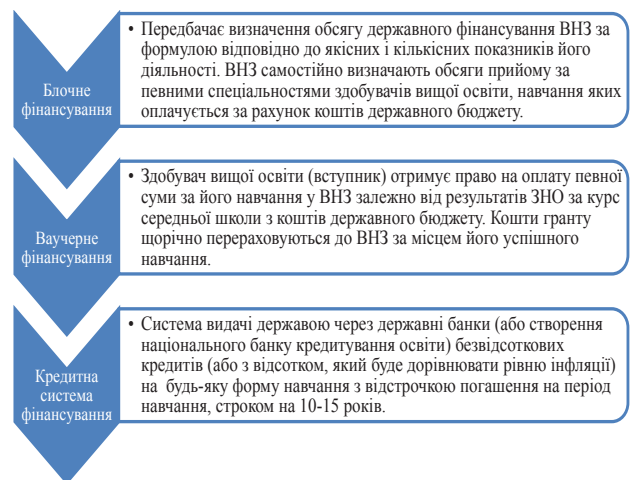 Блочне
фінансування
• Передбачає визначення обсягу державного фінансування ВНЗ за
формулою відповідно до якісних і кількісних показників його
діяльності. ВНЗ самостійно визначають обсяги прийому за
певними спеціальностями здобувачів вищої освіти, навчання яких
оплачується за рахунок коштів державного бюджету.
Ваучерне
фінансування
• Здобувач вищої освіти (вступник) отримує право на оплату певної
суми за його навчання у ВНЗ залежно від результатів ЗНО за курс
середньої школи з коштів державного бюджету. Кошти гранту
щорічно перераховуються до ВНЗ за місцем його успішного
навчання.
Кредитна
система
фінансування
• Система видачі державою через державні банки (або створення
національного банку кредитування освіти) безвідсоткових
кредитів (або з відсотком, який буде дорівнювати рівню інфляції)
на будь-яку форму навчання з відстрочкою погашення на період
навчання, строком на 10-15 років.